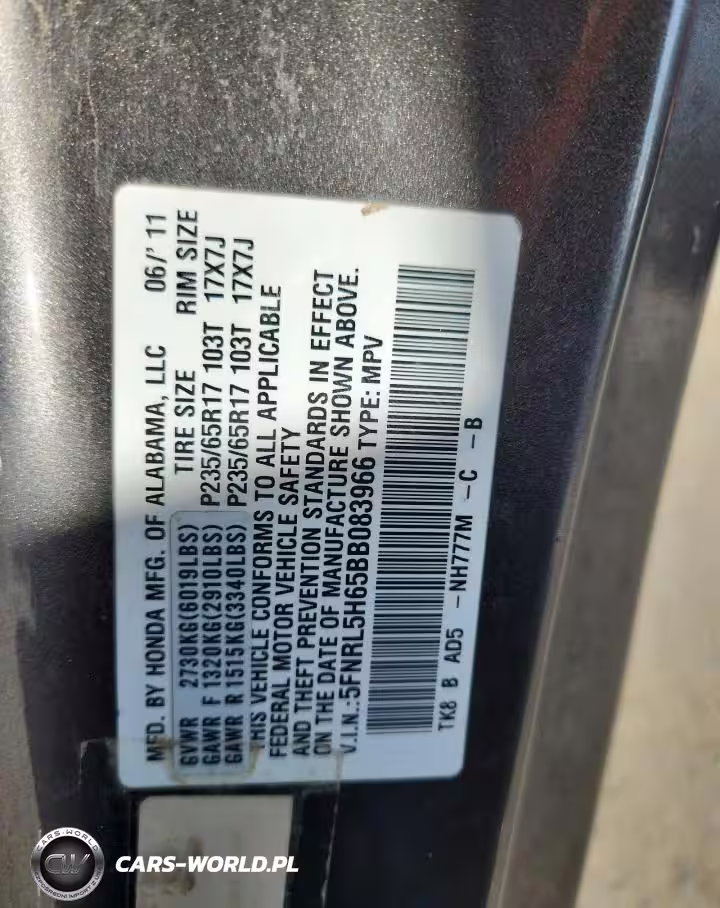 MFD. BY HONDA MFG. OF ALABAMA, LLC 06/' 11
TIRE SIZE RIM SIZE
GVWR 2730KG(6019LBS)
GAWR F 1320KG(2910LBS) P235/65R17 103T 17X7J
GAWR R 1515KG(3340LBS) P235/65R17 103T 17X7J
THIS VEHICLE CONFORMS TO ALL APPLICABLE
FEDERAL MOTOR VEHICLE SAFETY
AND THEFT PREVENTION STANDARDS IN EFFECT
ON THE DATE OF MANUFACTURE SHOWN ABOVE.
V.I.N.:5FNRL5H65BB083966 TYPE: MPV
TK8 B AD5 -NH777M -C -B
CARS-WORLD
CW
CARS-WORLD.PL